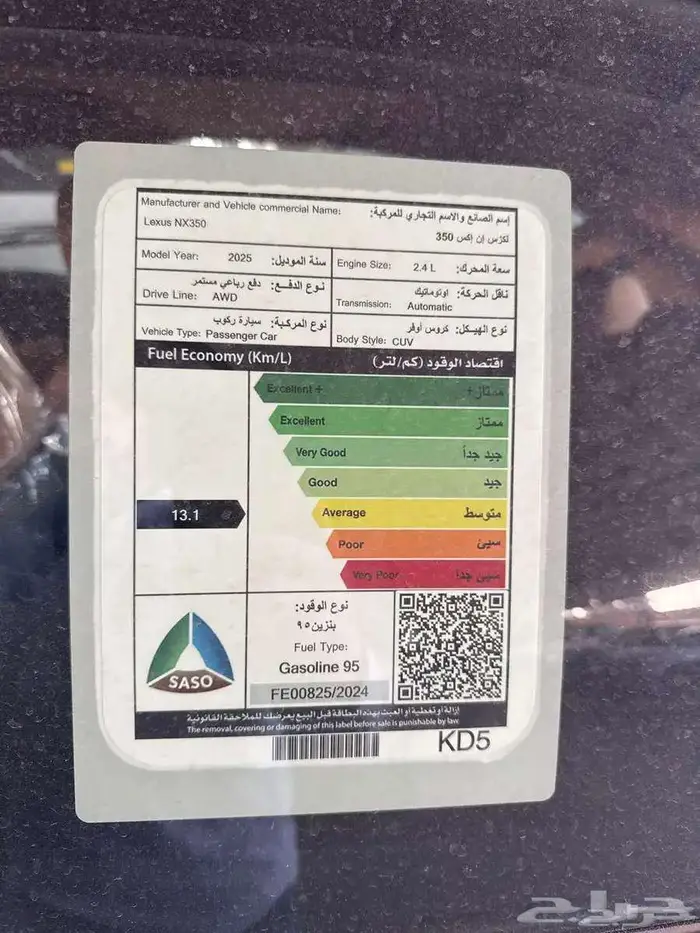 Manufacturer and Vehicle commercial Name: إسم الصانع والاسم التجاري للمركبة:
Lexus NX350 لكزس إن إكس 350
Model Year: 2025 سنة الموديل:
Engine Size: 2.4 L سعة المحرك:
نوع الدفـــع: دفع رباعي مستمر
Drive Line: AWD
ناقل الحركة: اوتوماتيك
Transmission: Automatic
نوع المركبة: سيارة ركوب
Vehicle Type: Passenger Car
نوع الهيكل: كروس أوفر
Body Style: CUV
Fuel Economy (Km/L) اقتصاد الوقود (كم/لتر)
Excellent + ممتاز+
Excellent ممتاز
Very Good جيد جداً
Good جيد
13.1
Average متوسط
Poor سيئ
Very Poor سيئ جداً
SASO
نوع الوقود:
بنزين٩٥
Fuel Type:
Gasoline 95
FE00825/2024
إزالة أو تغطية أو العبث بهذه البطاقة قبل البيع يعرضك للملاحقة القانونية
The removal, covering or damaging of this label before sale is punishable by law
KD5
حراج